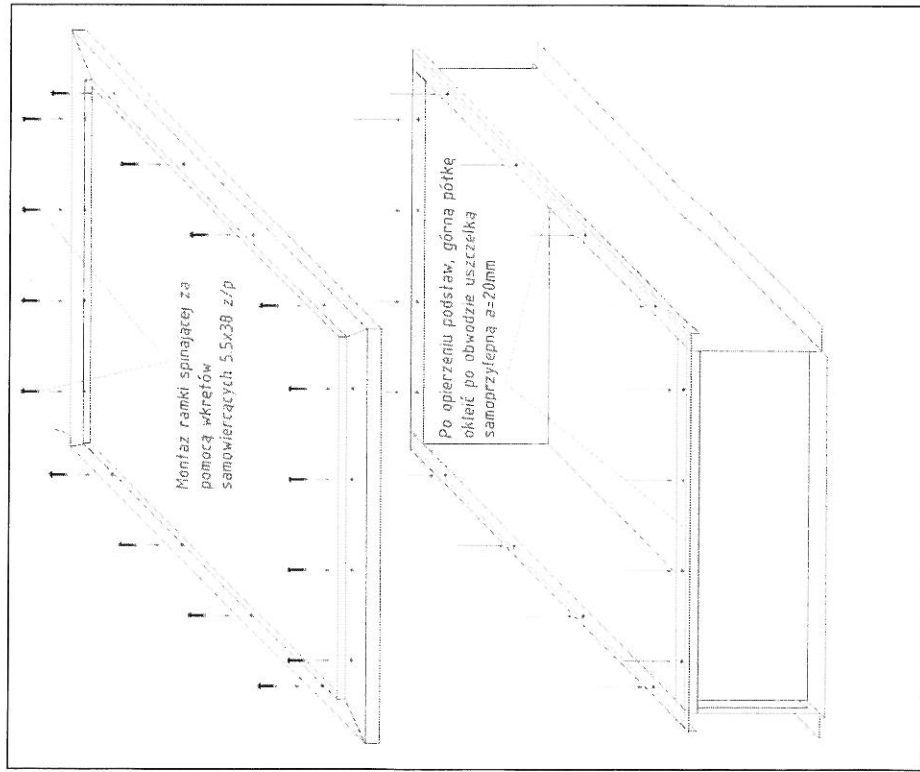 Montaż ramki spinającej za
pomocą wkrętów
samowiercących 5.5x38 z/p
Po opierzeniu podstaw, górną półkę
okleić po obwodzie uszczelką
samoprzylepną a=20mm